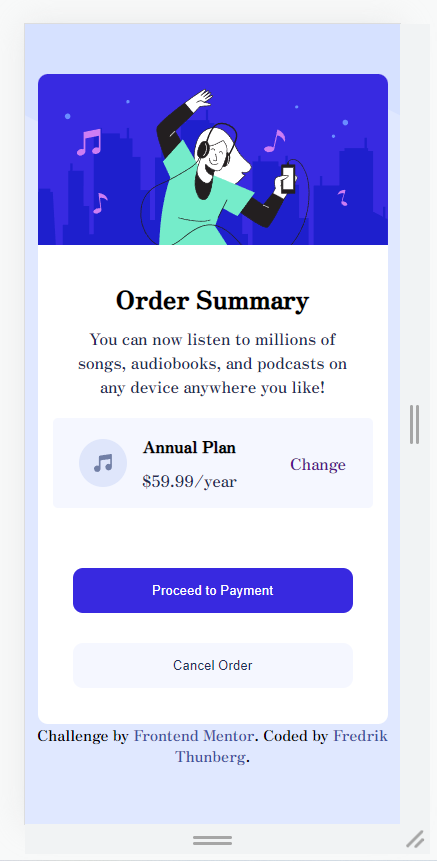 Order Summary
You can now listen to millions of
songs, audiobooks, and podcasts on
any device anywhere you like!
Annual Plan
$59.99/year
Change
Proceed to Payment
Cancel Order
Challenge by Frontend Mentor. Coded by Fredrik
Thunberg.